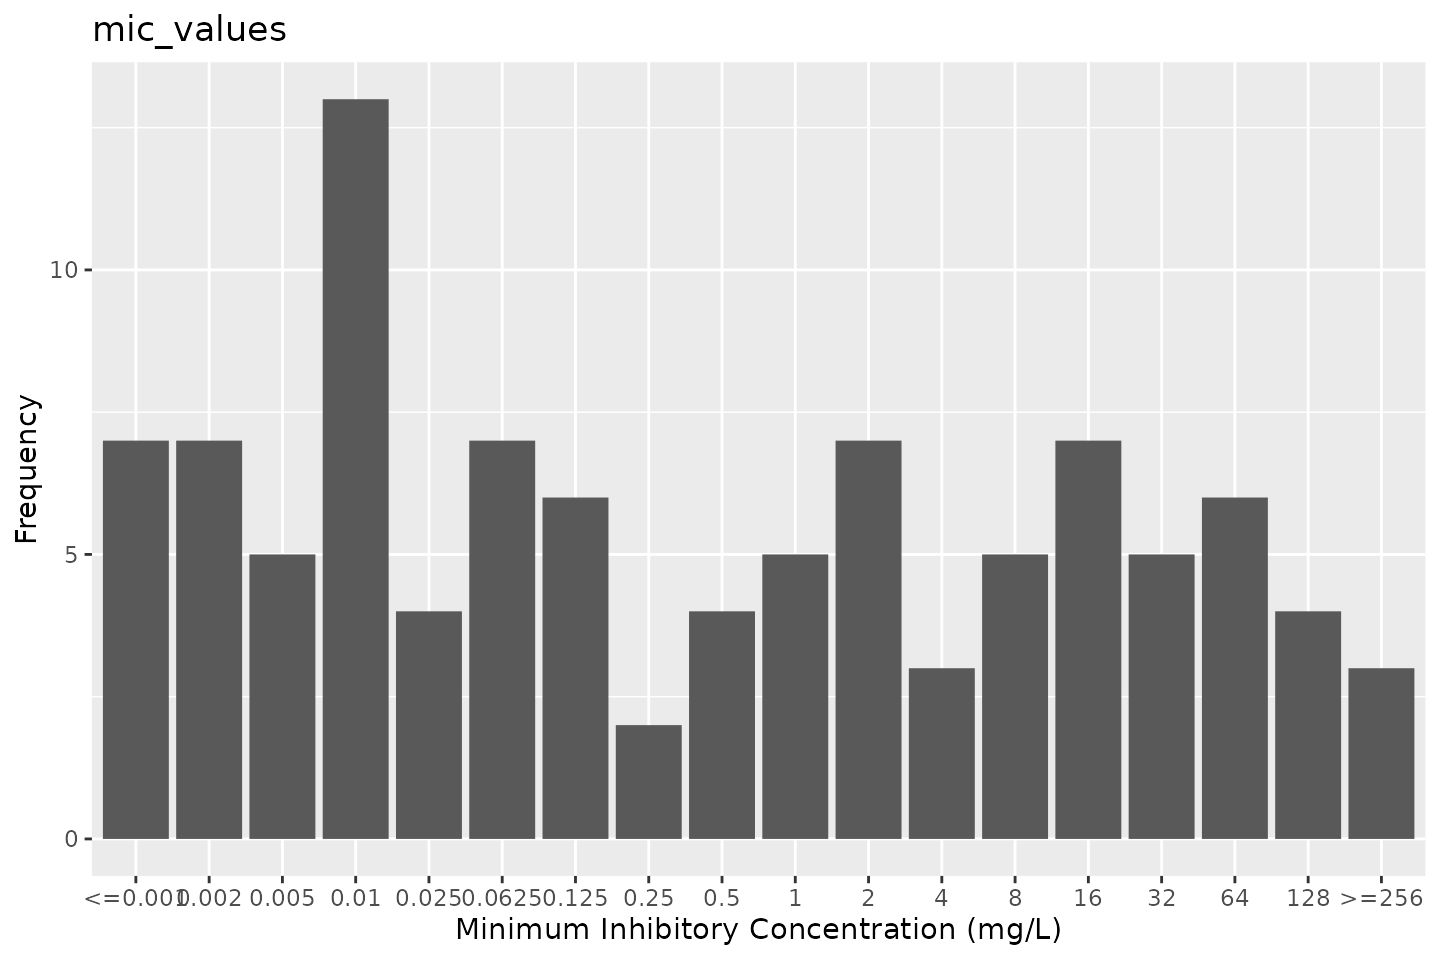 mic_values
Frequency
10
5
0
<=0.001 0.002 0.005 0.01 0.025 0.0625 0.125 0.25 0.5 1 2 4 8 16 32 64 128 >=256
Minimum Inhibitory Concentration (mg/L)